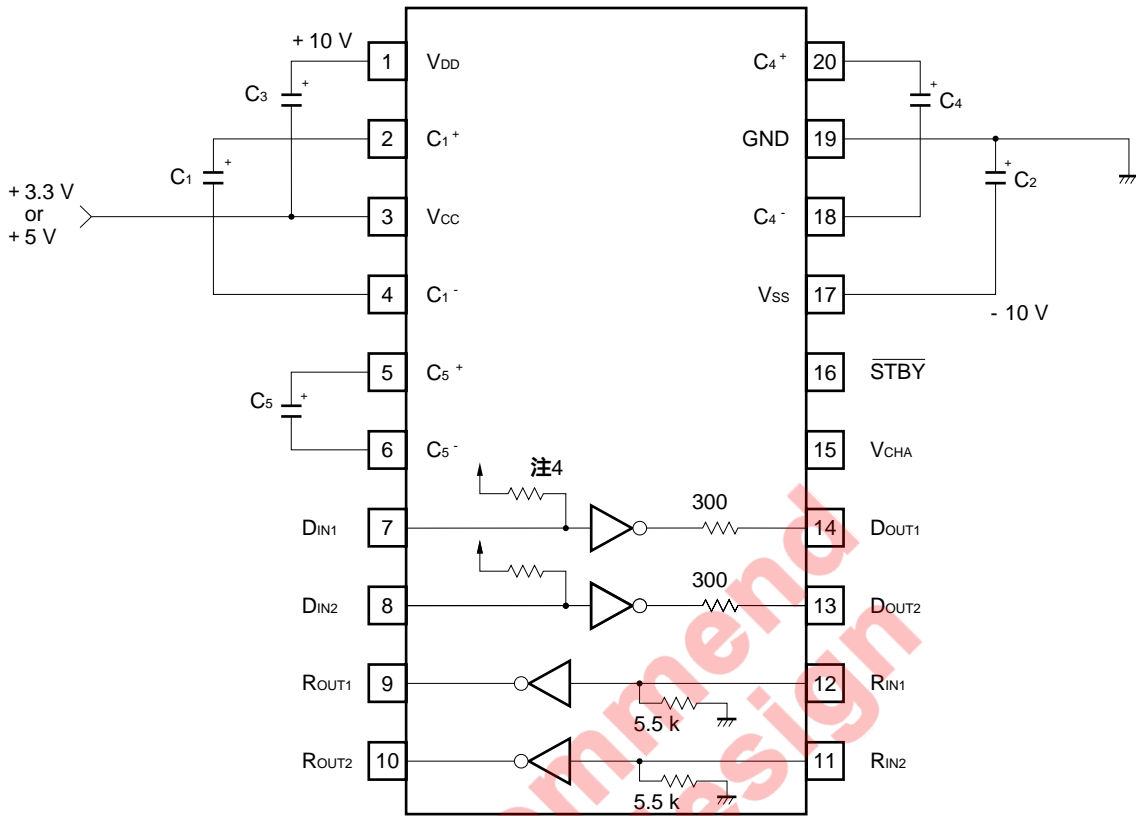 + 10 V
1 VDD
C3 +
2 C1+
C1 +
+ 3.3 V
or
+ 5 V
3 VCC
4 C1-
5 C5+
C5 +
6 C5-
注4
DIN1 7
DIN2 8
ROUT1 9
ROUT2 10
C4+ 20
+ C4
GND 19
+ C2
C4- 18
VSS 17
- 10 V
16 STBY
15 VCHA
300
14 DOUT1
300
13 DOUT2
12 RIN1
5.5 k
11 RIN2
5.5 k
mmend
esign